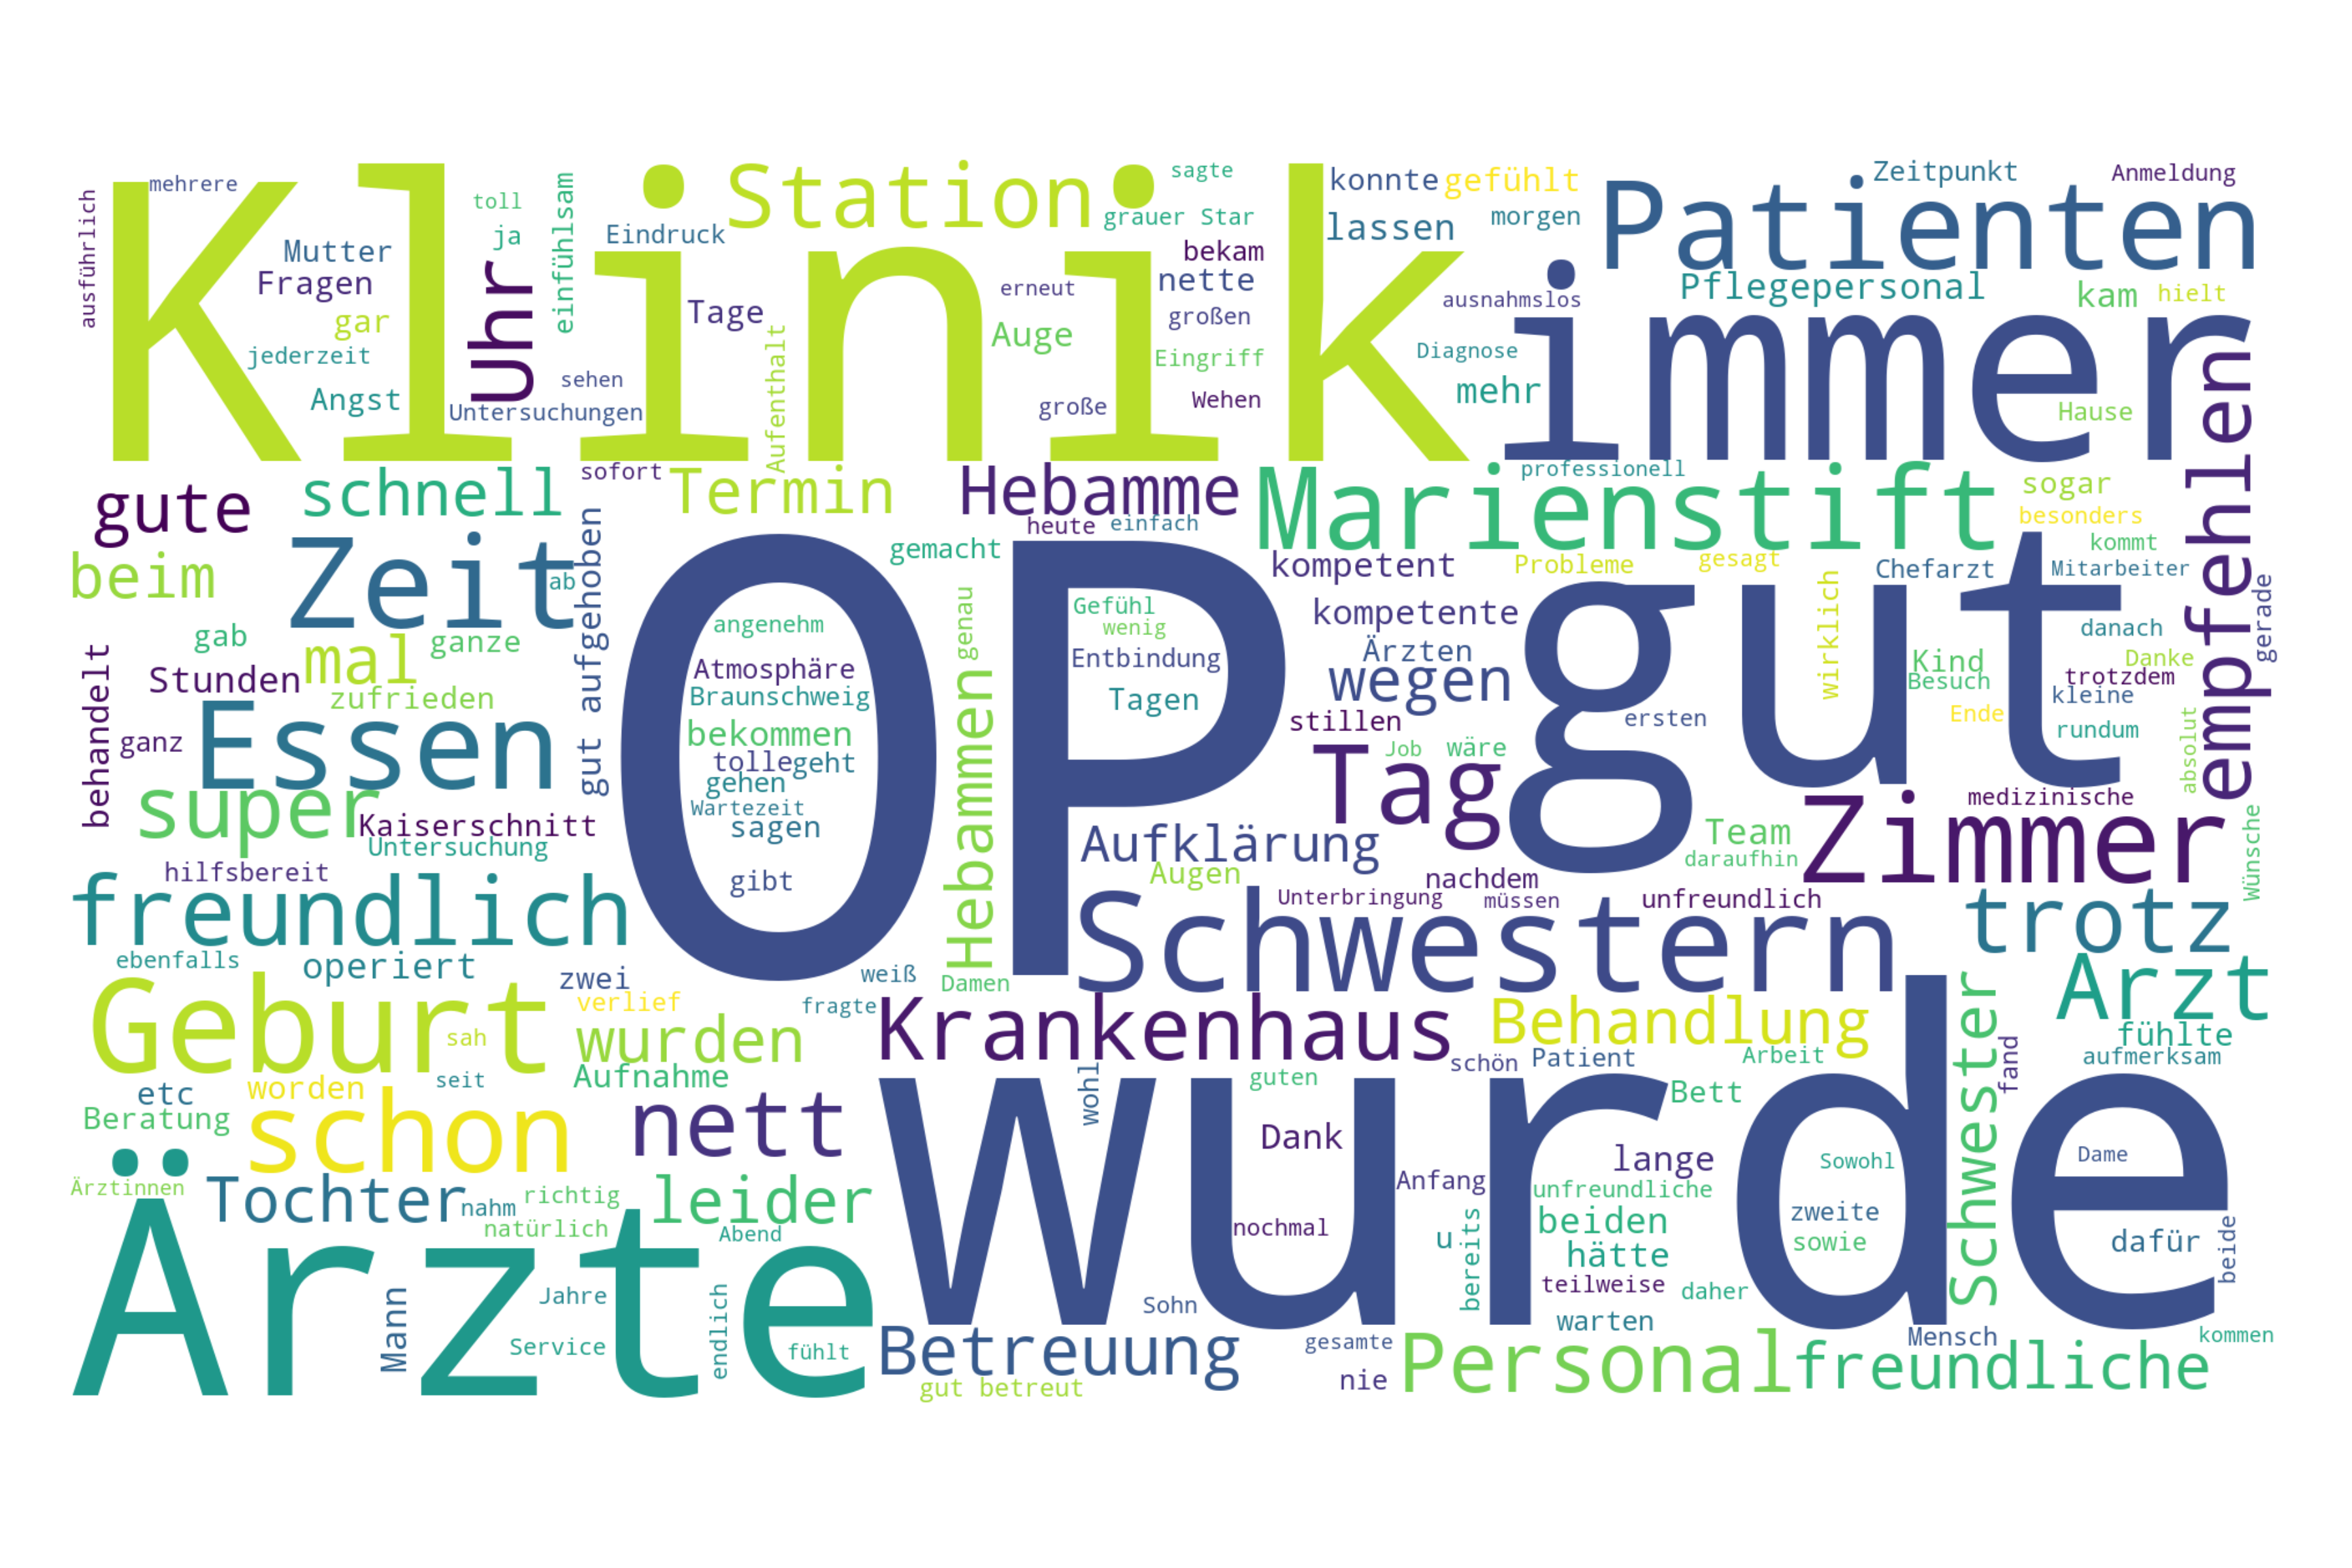 Klinik
immer
OP
gut
wurde
Ärzte
mehrere
ausführlich
Mutter
Fragen
gar
jederzeit
Angst
toll
ja
Uhr
einfühlsam
Eindruck
sehen
Untersuchungen
Station
Tage
Aufenthalt
sagte
grauer Star
bekam
nette
erneut
Auge
großen
Eingriff
große
Wehen
konnte
gefühlt
lassen
morgen
ausnahmslos
Diagnose
mehr
Patienten
Zeitpunkt
Anmeldung
Pflegepersonal
kam
hielt
Hause
empfehlen
gute
schnell
sofort
Termin
Hebamme
Marienstift
professionell
sogar
besonders
kommt
Mitarbeiter
beim
Zeit
ab
gut aufgehoben
gemacht
heute
einfach
kompetent
Probleme
gesagt
Chefarzt
gab
mal
ganze
Stunden
zufrieden
behandelt
ganz
Essen
super
Kaiserschnitt
Untersuchung
hilfsbereit
freundlich
angenehm
Atmosphäre
Braunschweig
bekommen
tolle
geht
gehen
Wartezeit
sagen
gibt
genau
Hebammen
Gefühl
wenig
Entbindung
Tagen
kompetente
Ärzten
wegen
stillen
wirklich
ersten
Kind
Besuch
Ende
danach
Danke
trotzdem
kleine
rundum
gerade
absolut
Tag
Job
wäre
Aufklärung
Augen
Team
daraufhin
Zimmer
medizinische
Wünsche
nachdem
Unterbringung
müssen
unfreundlich
Schwestern
trotz
Arzt
ebenfalls
operiert
zwei
weiß
Damen
Geburt
sah
verlief
fragte
wurden
Krankenhaus
Behandlung
Schwester
fühlte
aufmerksam
fand
etc
worden
seit
Aufnahme
schön
Patient
Arbeit
Beratung
schon
nett
wohl
guten
Bett
Dank
Ärztinnen
Tochter
nahm
richtig
natürlich
leider
Abend
Anfang
lange
unfreundliche
Sowohl
Dame
nochmal
u
bereits
beiden
hätte
teilweise
daher
zweite
sowie
dafür
beide
Mann
Jahre
Service
endlich
fühlt
Sohn
warten
Mensch
kommen
Betreuung
gut betreut
gesamte
nie
Personal
freundliche